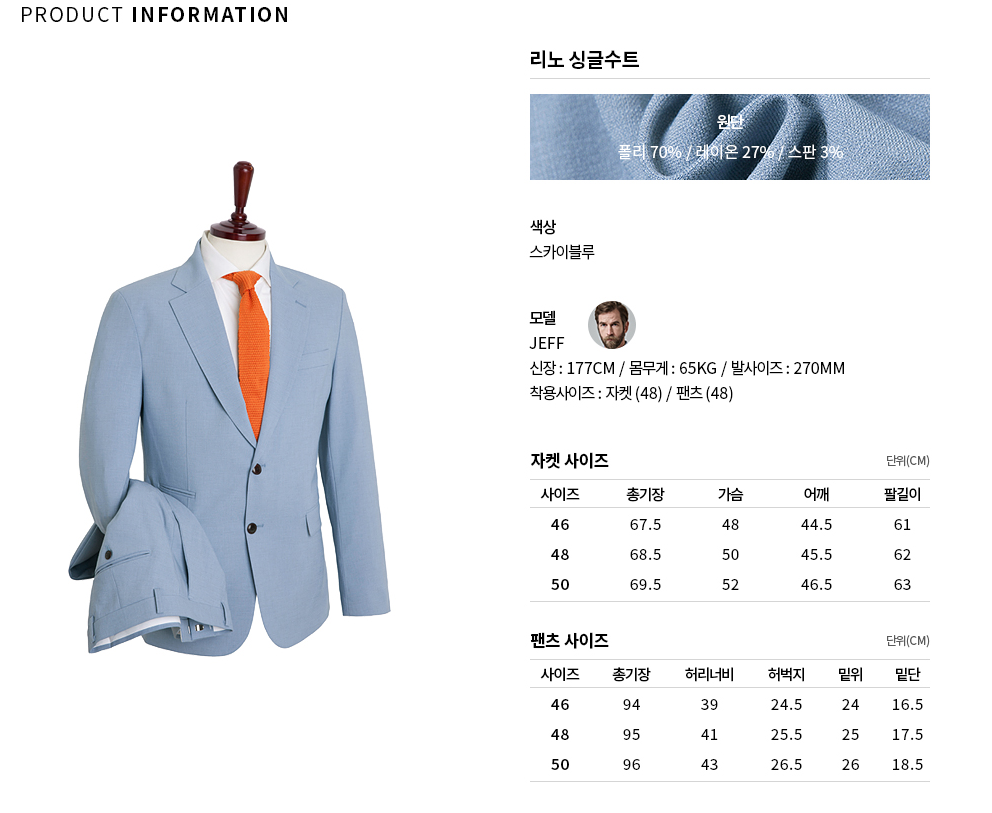 PRODUCT INFORMATION
리노 싱글수트
원단
폴리 70% / 레이온 27% / 스판 3%
색상
스카이블루
모델
JEFF
신장 : 177CM / 몸무게 : 65KG / 발사이즈 : 270MM
착용사이즈 : 자켓 (48) / 팬츠 (48)
자켓 사이즈 단위(CM)
사이즈 총기장 가슴 어깨 팔길이
46 67.5 48 44.5 61
48 68.5 50 45.5 62
50 69.5 52 46.5 63
팬츠 사이즈 단위(CM)
사이즈 총기장 허리너비 허벅지 밑위 밑단
46 94 39 24.5 24 16.5
48 95 41 25.5 25 17.5
50 96 43 26.5 26 18.5